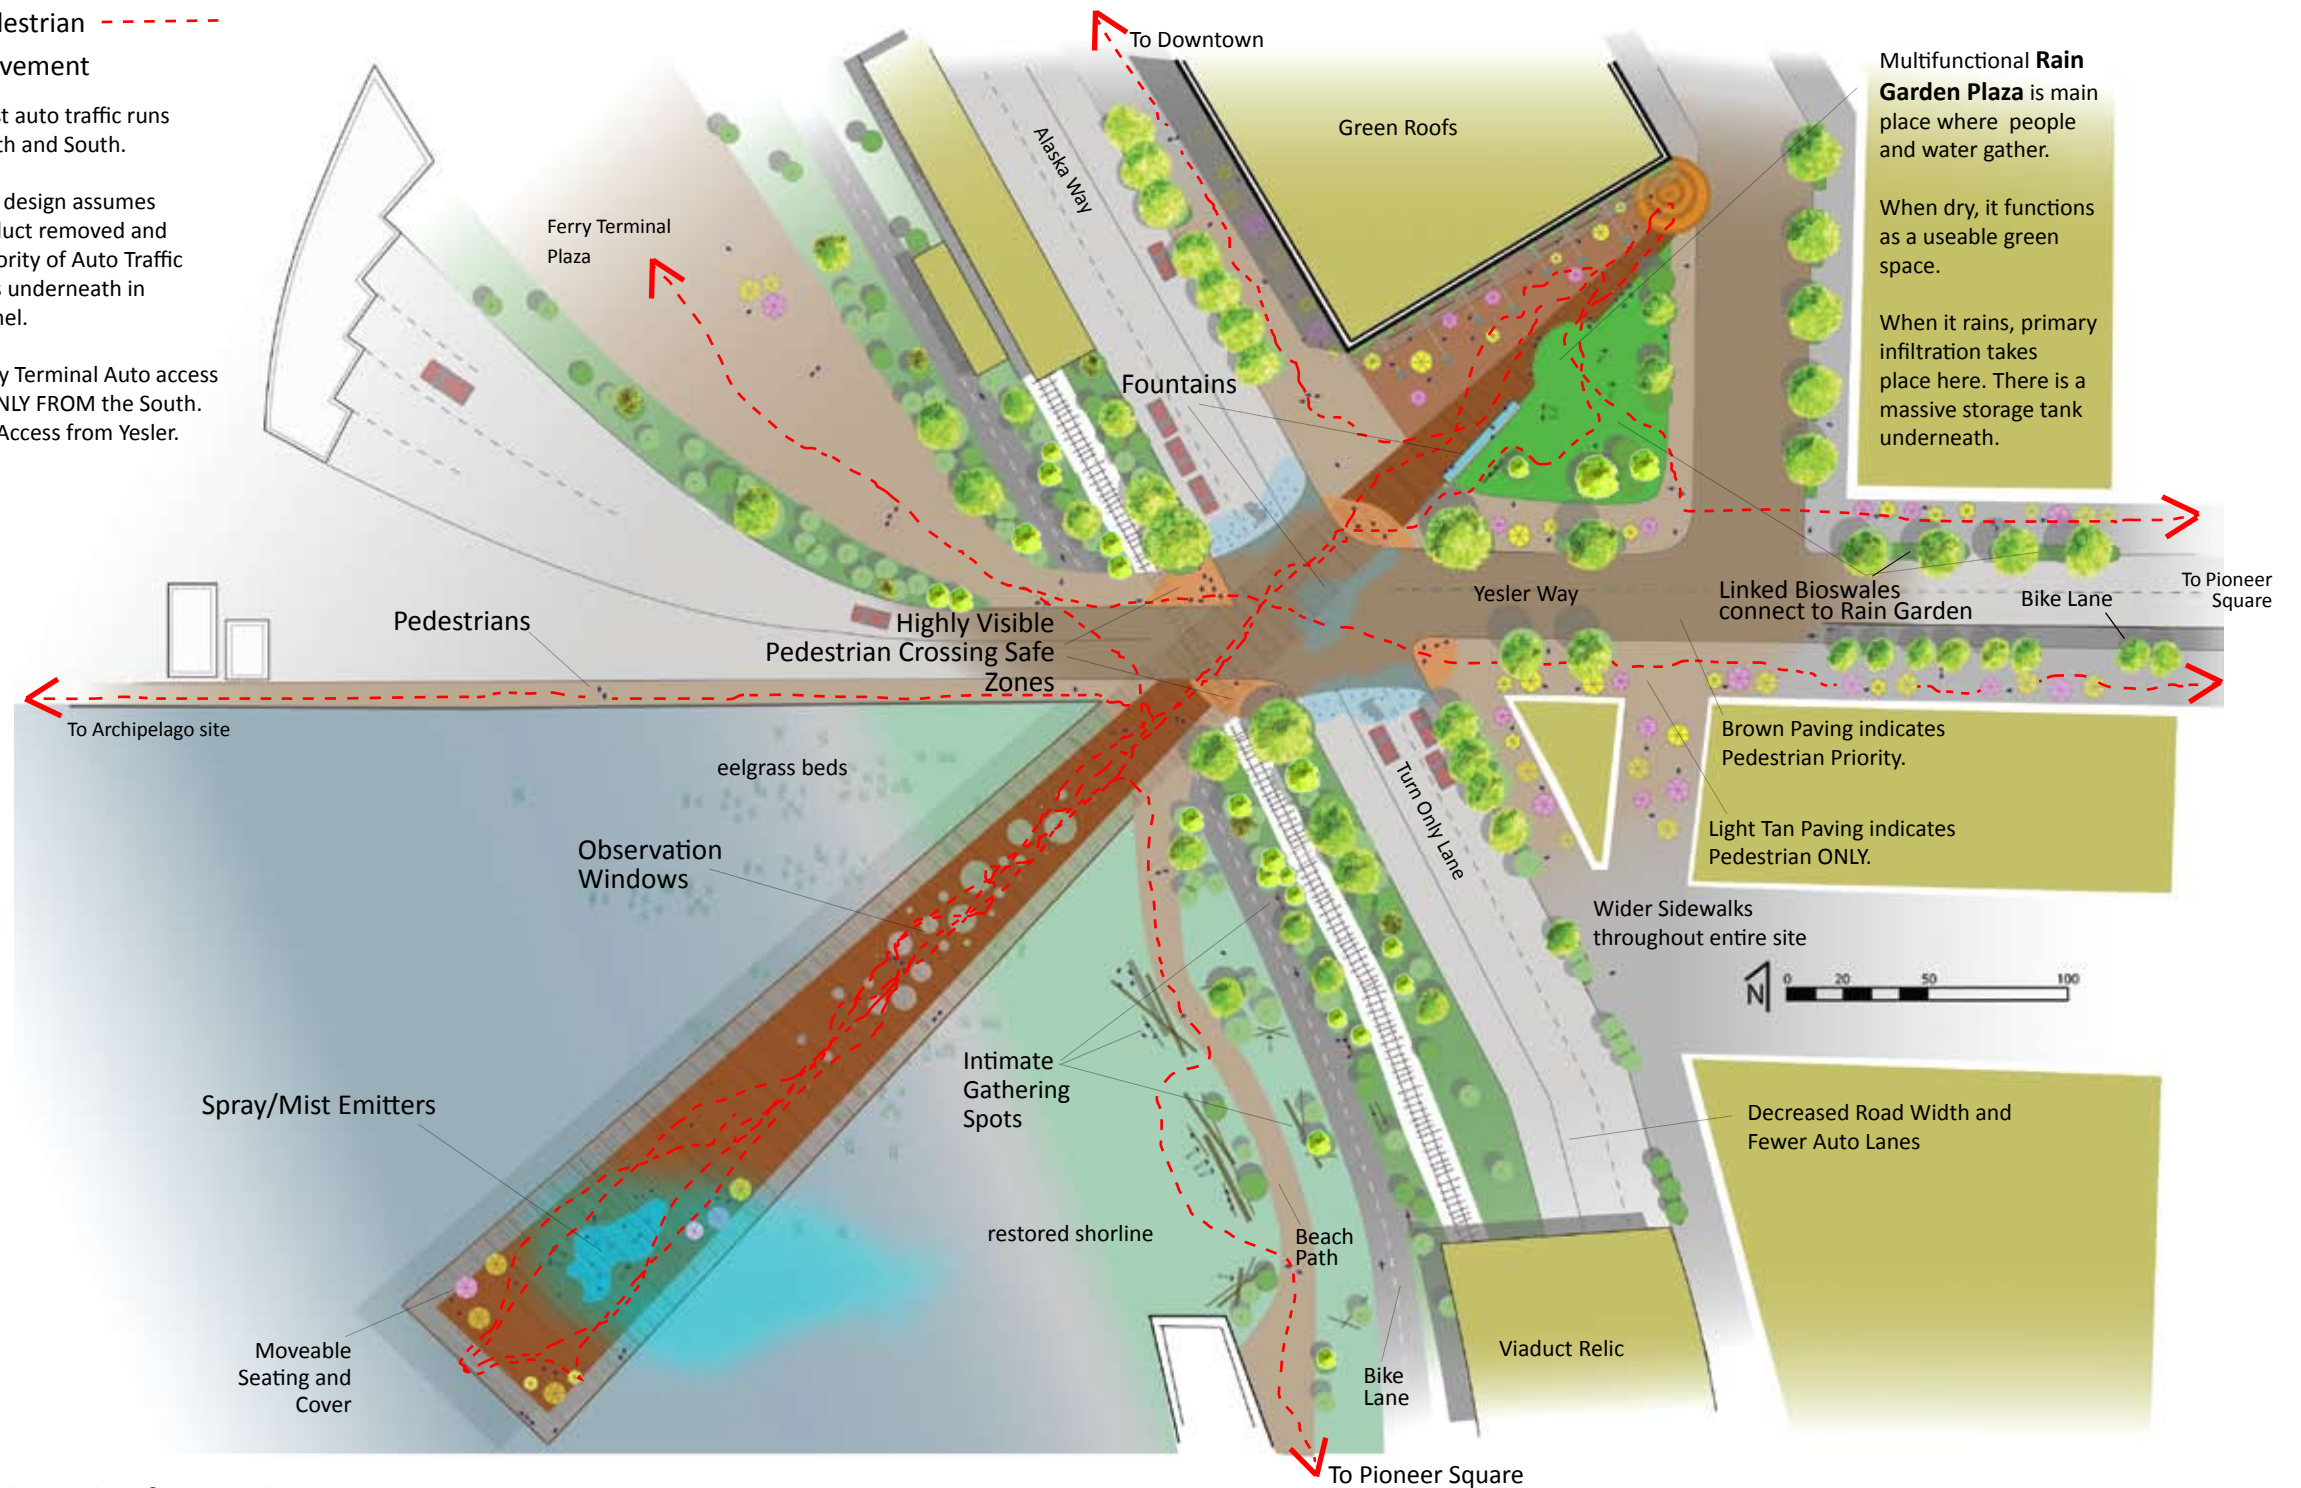 destrian
vement
st auto traffic runs
th and South.
design assumes
duct removed and
ority of Auto Traffic
s underneath in
nel.
y Terminal Auto access
NLY FROM the South.
Access from Yesler.
To Downtown
Multifunctional Rain
Garden Plaza is main
place where people
and water gather.
When dry, it functions
as a useable green
space.
When it rains, primary
infiltration takes
place here. There is a
massive storage tank
underneath.
Green Roofs
Alaska Way
Ferry Terminal
Plaza
Fountains
Yesler Way
Linked Bioswales
connect to Rain Garden
Bike Lane
To Pioneer
Square
Pedestrians
Highly Visible
Pedestrian Crossing Safe
Zones
To Archipelago site
eelgrass beds
Brown Paving indicates
Pedestrian Priority.
Turn Only Lane
Light Tan Paving indicates
Pedestrian ONLY.
Observation
Windows
Wider Sidewalks
throughout entire site
N
0 20 50 100
Intimate
Gathering
Spots
Spray/Mist Emitters
Decreased Road Width and
Fewer Auto Lanes
restored shorline
Beach
Path
Moveable
Seating and
Cover
Bike
Lane
Viaduct Relic
To Pioneer Square